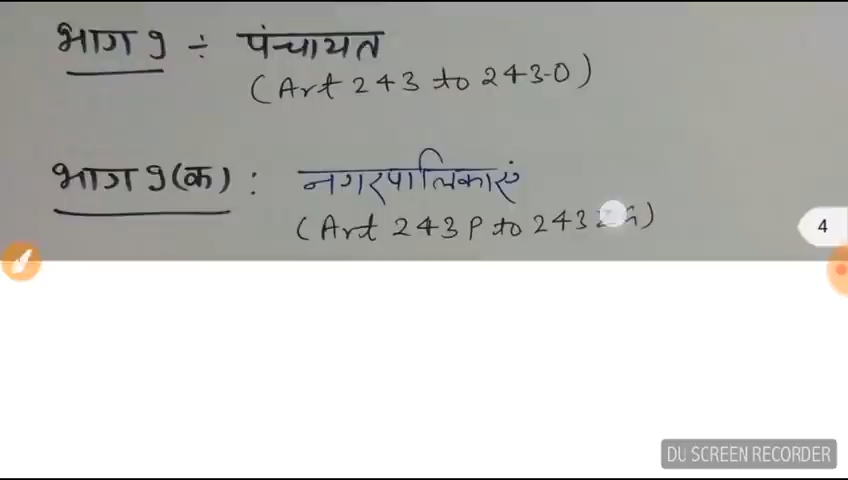 भाग 9 ÷ पंचायत
(Art 243 to 243-O)
भाग 9(क) : नगरपालिकाएं
(Art 243 P to 243
4
DU SCREEN RECORDER